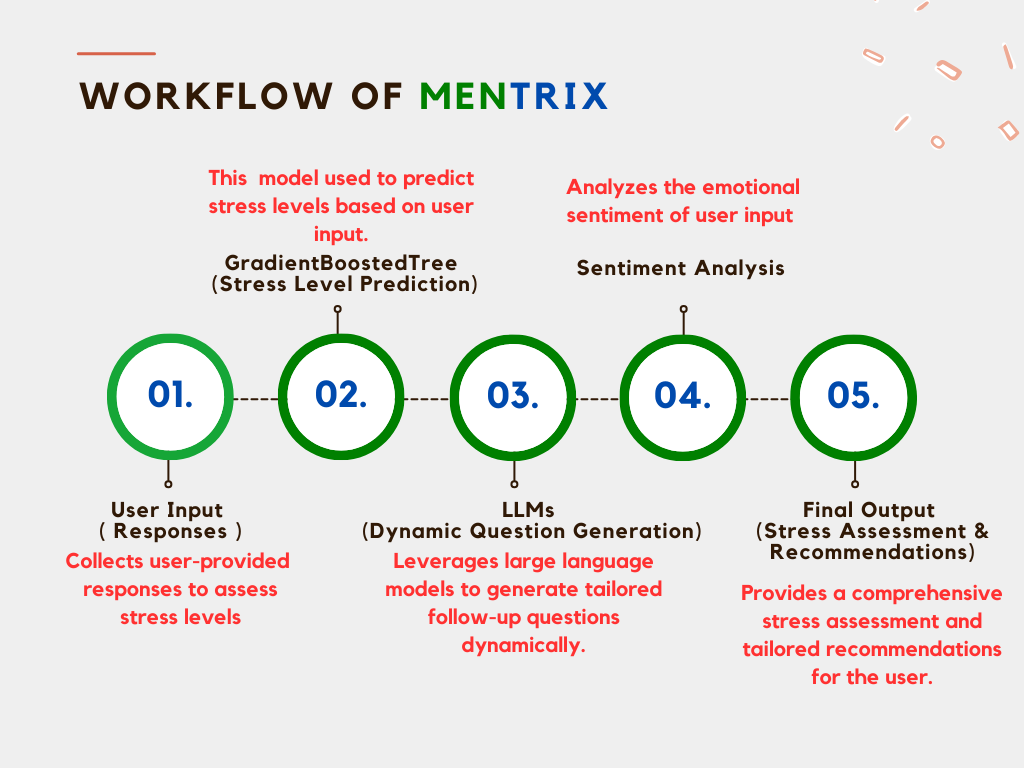 WORKFLOW OF MENTRIX
This  model used to predict
stress levels based on user
input.
GradientBoostedTree
(Stress Level Prediction)
Analyzes the emotional
sentiment of user input
Sentiment Analysis
01.
02.
03.
04.
05.
User Input
( Responses )
Collects user-provided
responses to assess
stress levels
LLMs
(Dynamic Question Generation)
Leverages large language
models to generate tailored
follow-up questions
dynamically.
Final Output
(Stress Assessment &
Recommendations)
Provides a comprehensive
stress assessment and
tailored recommendations
for the user.